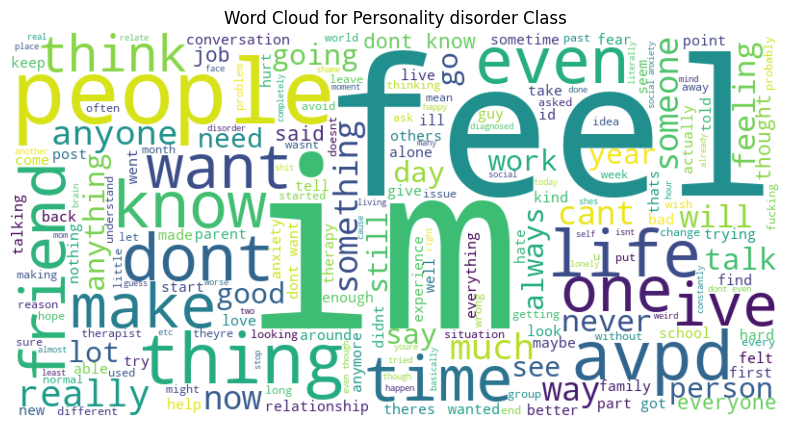 Word Cloud for Personality disorder Class
real
relate
conversation
world
dont know
sometime
past
fear
point
place
think
going
job
keep
face
shame
hurt
leave
moment
go
even
seem
literally
social anxiety
someone
mind
away
told
feeling
probably
people
problem
completely
avoid
live
thinking
happy
take
done
asked
idea
often
ask
mean
guy
id
actually
thought
disorder
doesnt
many
ill
diagnosed
another
anyone
need
said
wasnt
others
feel
already
come
post
month
want
something
alone
social
work
today
week
year
hour
thats
fucking
went
shit
tell
day
give
issue
kind
shes
wish
talking
back
brain
understand
know
started
living
cause
still
im
cant
bad
will
friend
anything
nothing
mom
let
made
parent
anxiety
therapy
dont want
experience
well
everything
right
always
hate
self
isnt
change
trying
making
little
dont
guess
worse
life
c
put
talk
reason
start
good
two
enough
wrong
lonely
one
ive
weird
constantly
dont even
find
hope
make
love
looking
around
didnt
situation
getting
therapist
etc
theyre
say
youre
much
look
never
without
school
hard
every
sure
almost
thing
stop
even though
anymore
tried
time
basically
see
maybe
avpd
felt
least
lot
try
able
used
though
way
family
person
first
normal
really
might
now
long
happen
group
part
got
everyone
new
different
help
relationship
theres
wanted
end
better